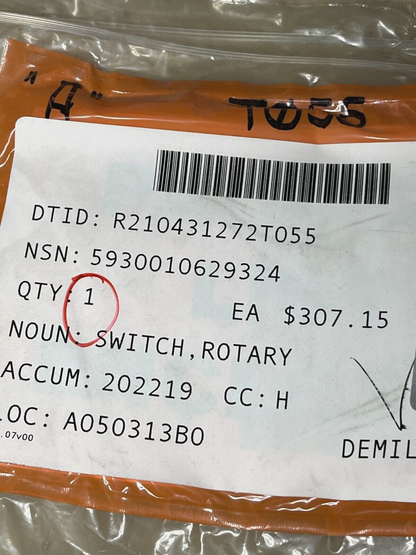 "A" TØ55
DTID: R210431272T055
NSN: 5930010629324
QTY: 1 EA $307.15
NOUN: SWITCH,ROTARY
ACCUM: 202219 CC: H
LOC: A050313B0
.07v00 DEMIL